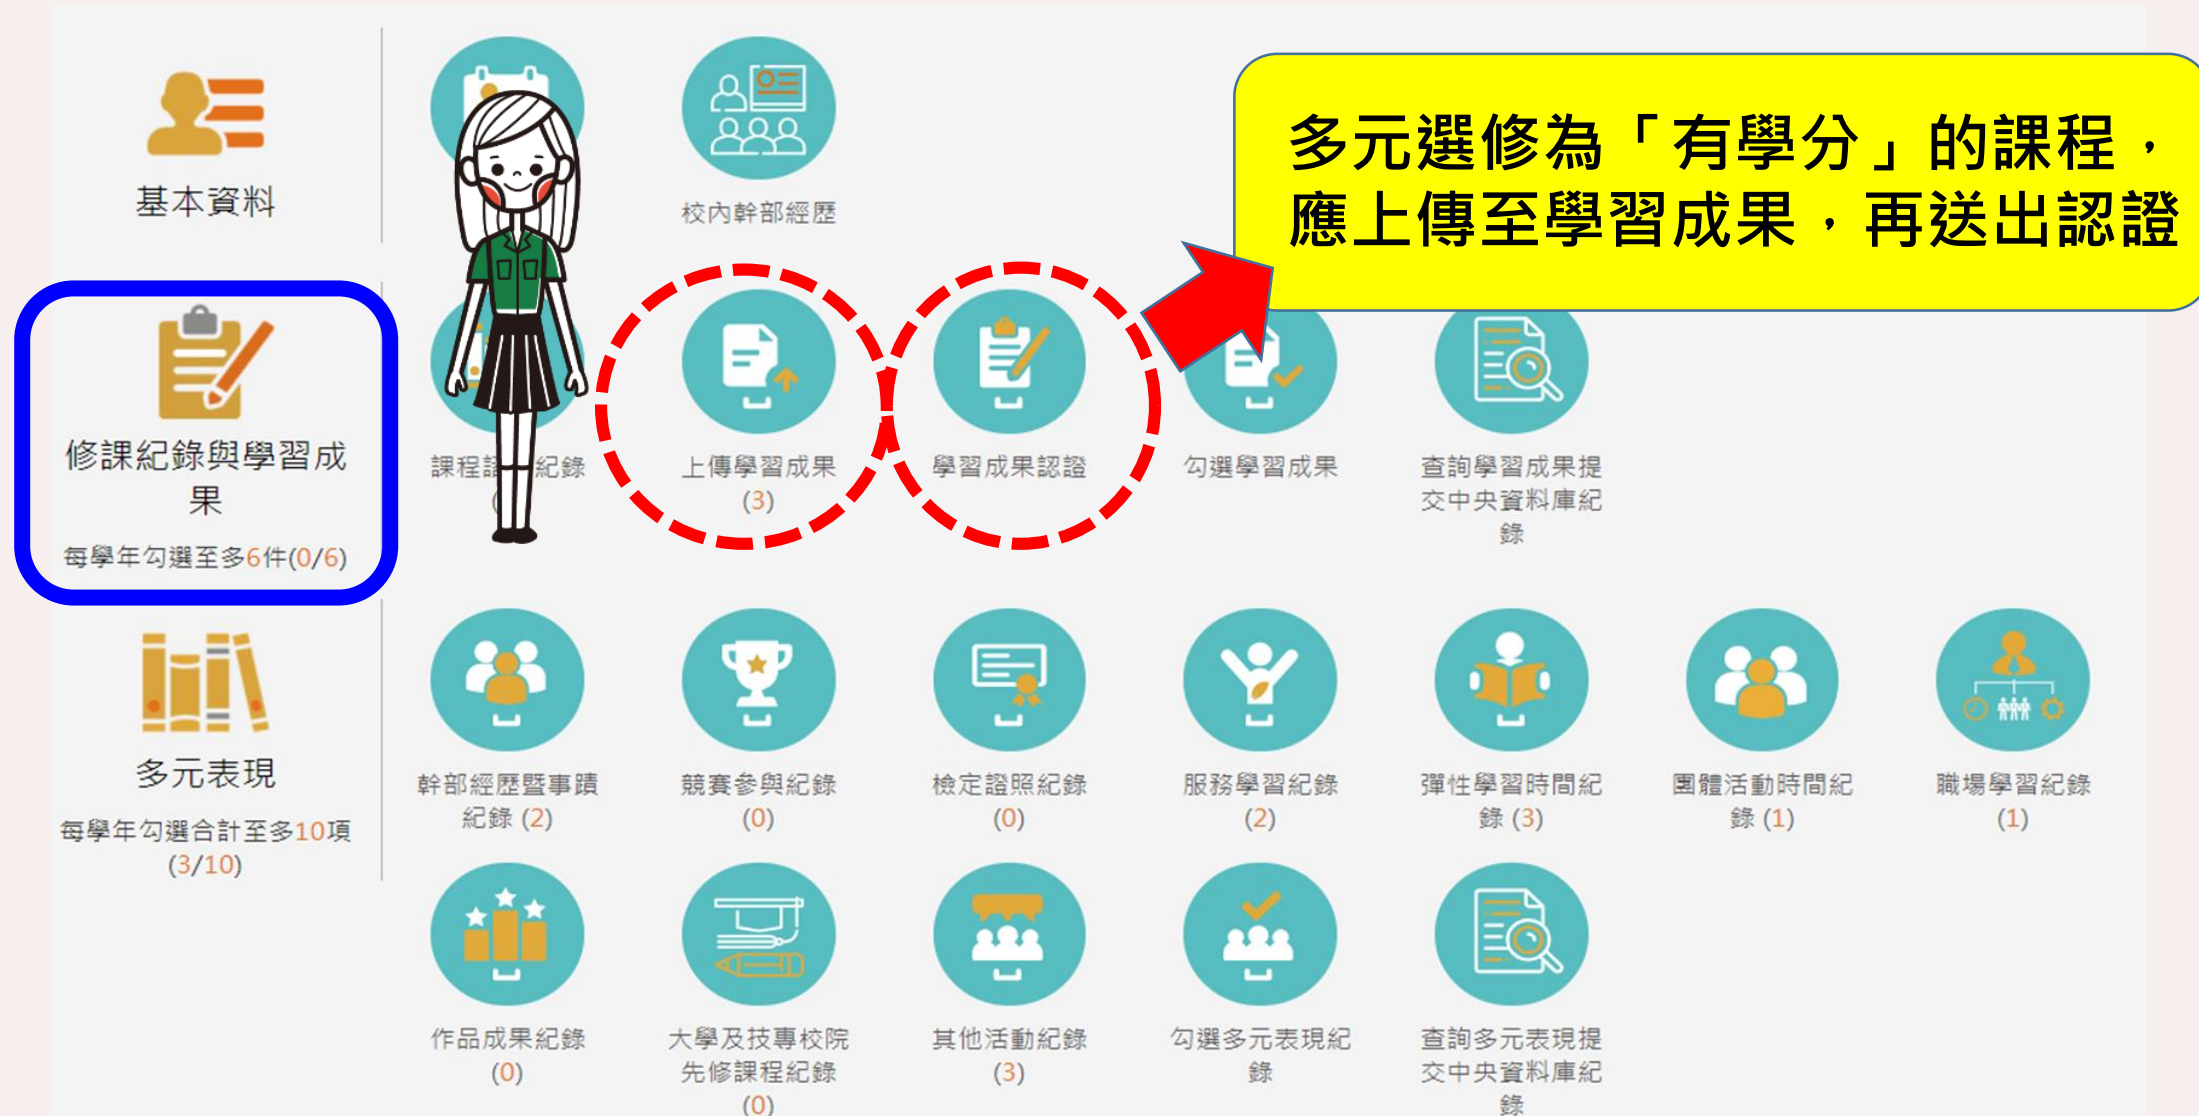 多元選修為「有學分」的課程，
應上傳至學習成果，再送出認證
基本資料
校內幹部經歷
修課紀錄與學習成
果
每學年勾選至多6件(0/6)
課程
紀錄
上傳學習成果
(3)
學習成果認證
勾選學習成果
查詢學習成果提
交中央資料庫紀
錄
多元表現
每學年勾選合計至多10項
(3/10)
幹部經歷暨事蹟
紀錄 (2)
競賽參與紀錄
(0)
檢定證照紀錄
(0)
服務學習紀錄
(2)
彈性學習時間紀
錄 (3)
團體活動時間紀
錄 (1)
職場學習紀錄
(1)
作品成果紀錄
(0)
大學及技專校院
先修課程紀錄
(0)
其他活動紀錄
(3)
勾選多元表現紀
錄
查詢多元表現提
交中央資料庫紀
錄